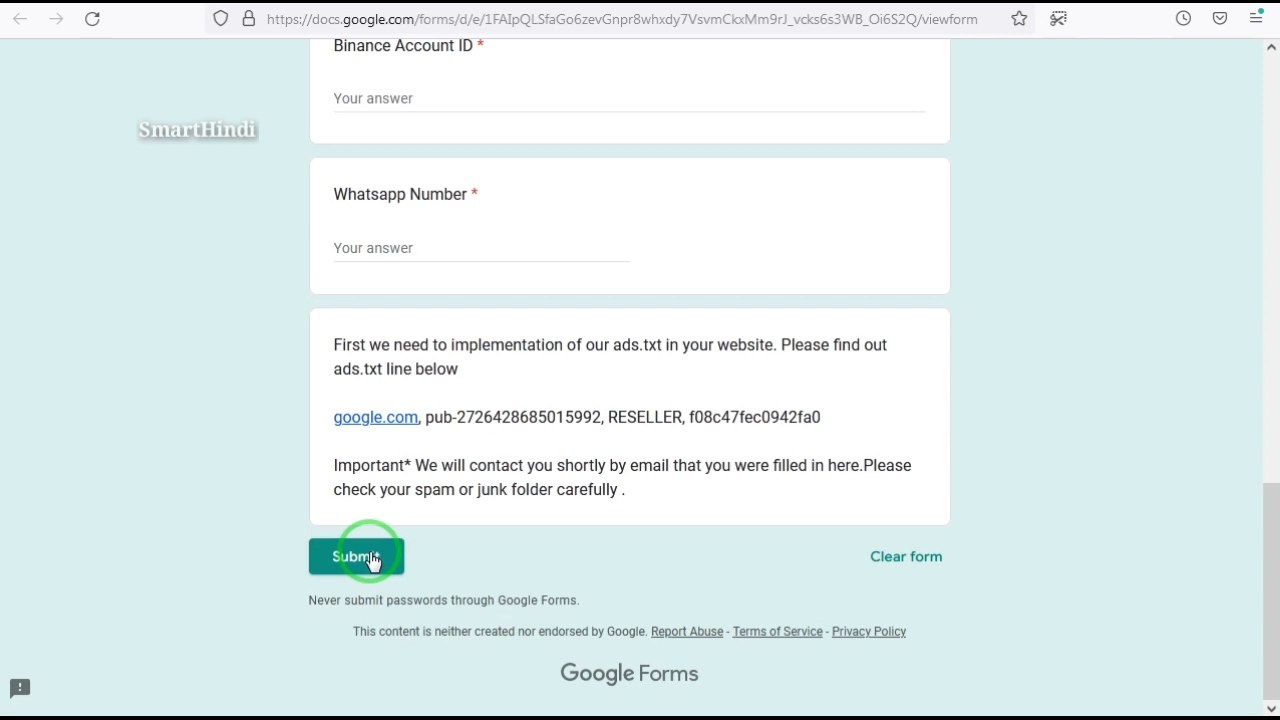 https://docs.google.com/forms/d/e/1FAIpQLSfEGo6zevGnpr8whxdy7VsvmCkxMm9rJ_vcks6s3WB_Oi6S2Q/viewform
Binance Account ID *
Your answer
SmartHindi
Whatsapp Number *
Your answer
First we need to implementation of our ads.txt in your website. Please find out
ads.txt line below
google.com, pub-2726428685015992, RESELLER, f08c47fec0942fa0
Important* We will contact you shortly by email that you were filled in here.Please
check your spam or junk folder carefully .
Submit
Clear form
Never submit passwords through Google Forms.
This content is neither created nor endorsed by Google. Report Abuse - Terms of Service - Privacy Policy
Google Forms